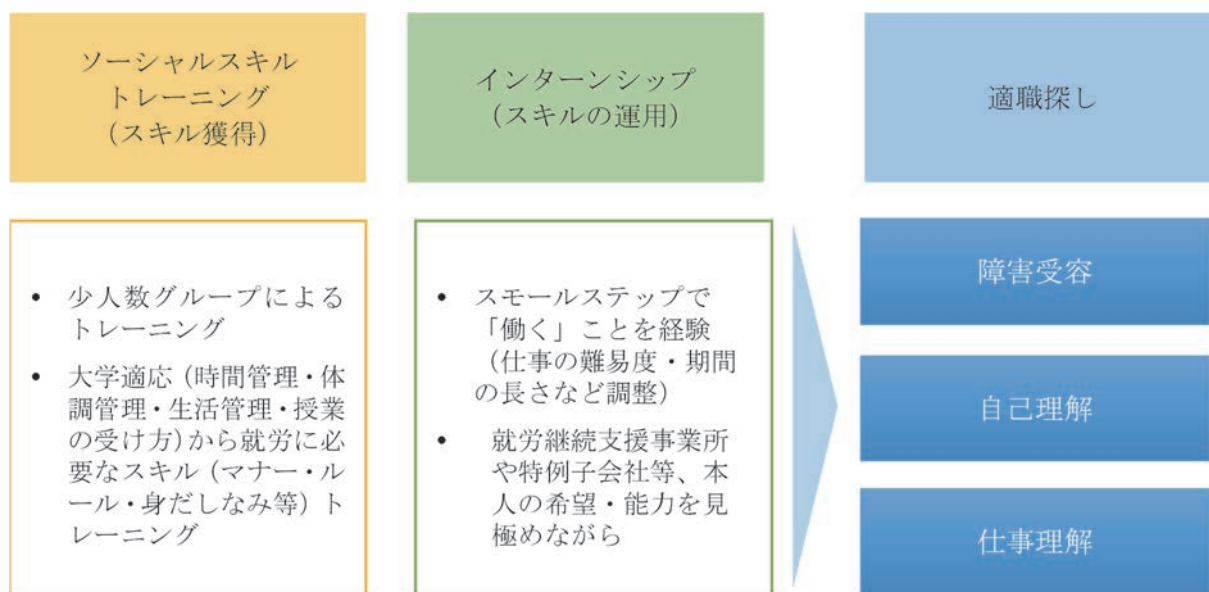 ソーシャルスキル
トレーニング
(スキル獲得)
インターンシップ
(スキルの運用)
適職探し
• 少人数グループによる
トレーニング
• 大学適応(時間管理・体
調管理・生活管理・授業
の受け方)から就労に必
要なスキル(マナー・ル
ール・身だしなみ等)ト
レーニング
• スモールステップで
「働く」ことを経験
(仕事の難易度・期間
の長さなど調整)
• 就労継続支援事業所
や特例子会社等、本
人の希望・能力を見
極めながら
障害受容
自己理解
仕事理解